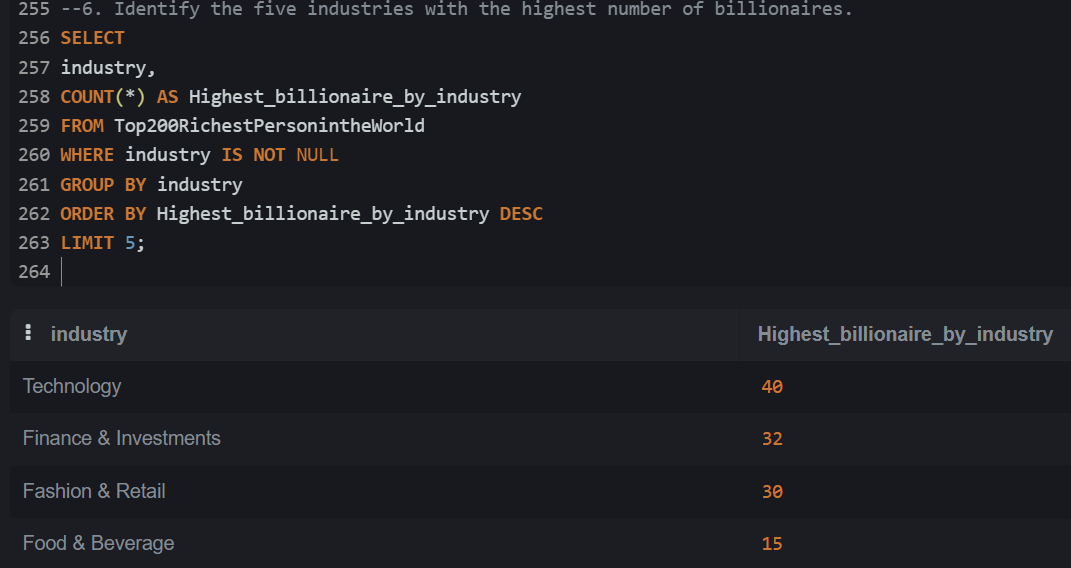 255 --6. Identify the five industries with the highest number of billionaires.
256 SELECT
257 industry,
258 COUNT(*) AS Highest_billionaire_by_industry
259 FROM Top200RichestPersonintheWorld
260 WHERE industry IS NOT NULL
261 GROUP BY industry
262 ORDER BY Highest_billionaire_by_industry DESC
263 LIMIT 5;
264
industry Highest_billionaire_by_industry
Technology 40
Finance & Investments 32
Fashion & Retail 30
Food & Beverage 15